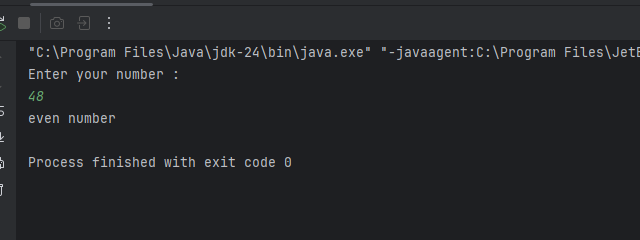 "C:\Program Files\Java\jdk-24\bin\java.exe" "-javaagent:C:\Program Files\JetB
Enter your number :
48
even number
Process finished with exit code 0